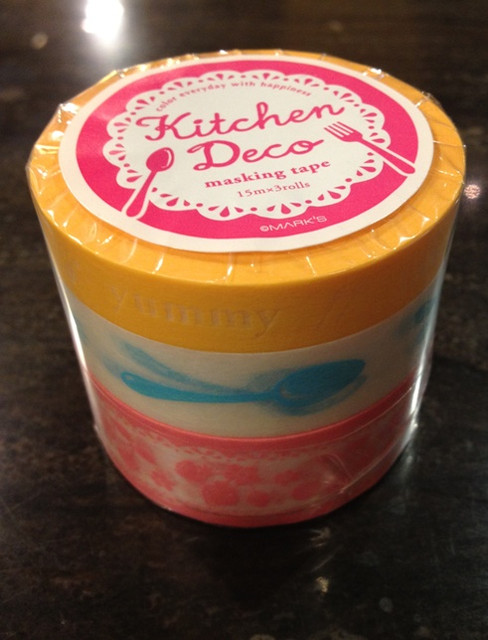 color everyday with happiness
Kitchen
Deco
masking tape
15m×3rolls
©MARK'S
yummy